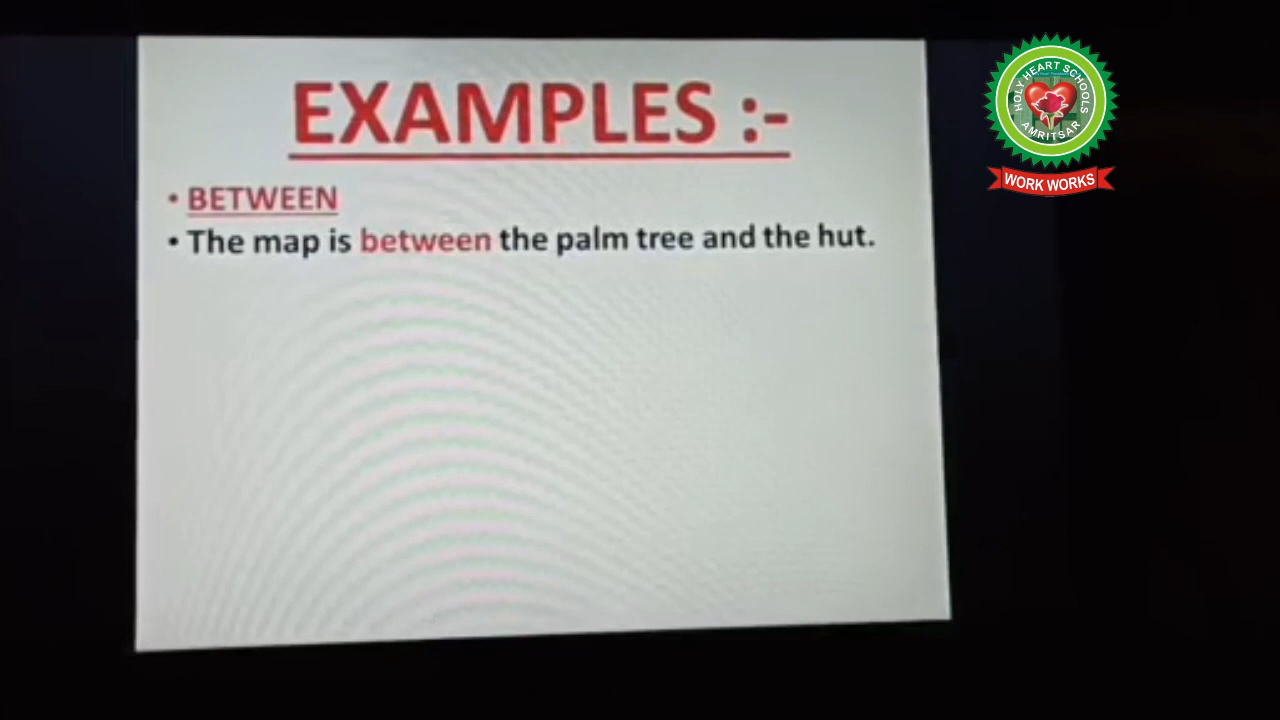 EXAMPLES :-
• BETWEEN
• The map is between the palm tree and the hut.
HOLY HEART SCHOOLS
AMRITSAR
WORK WORKS